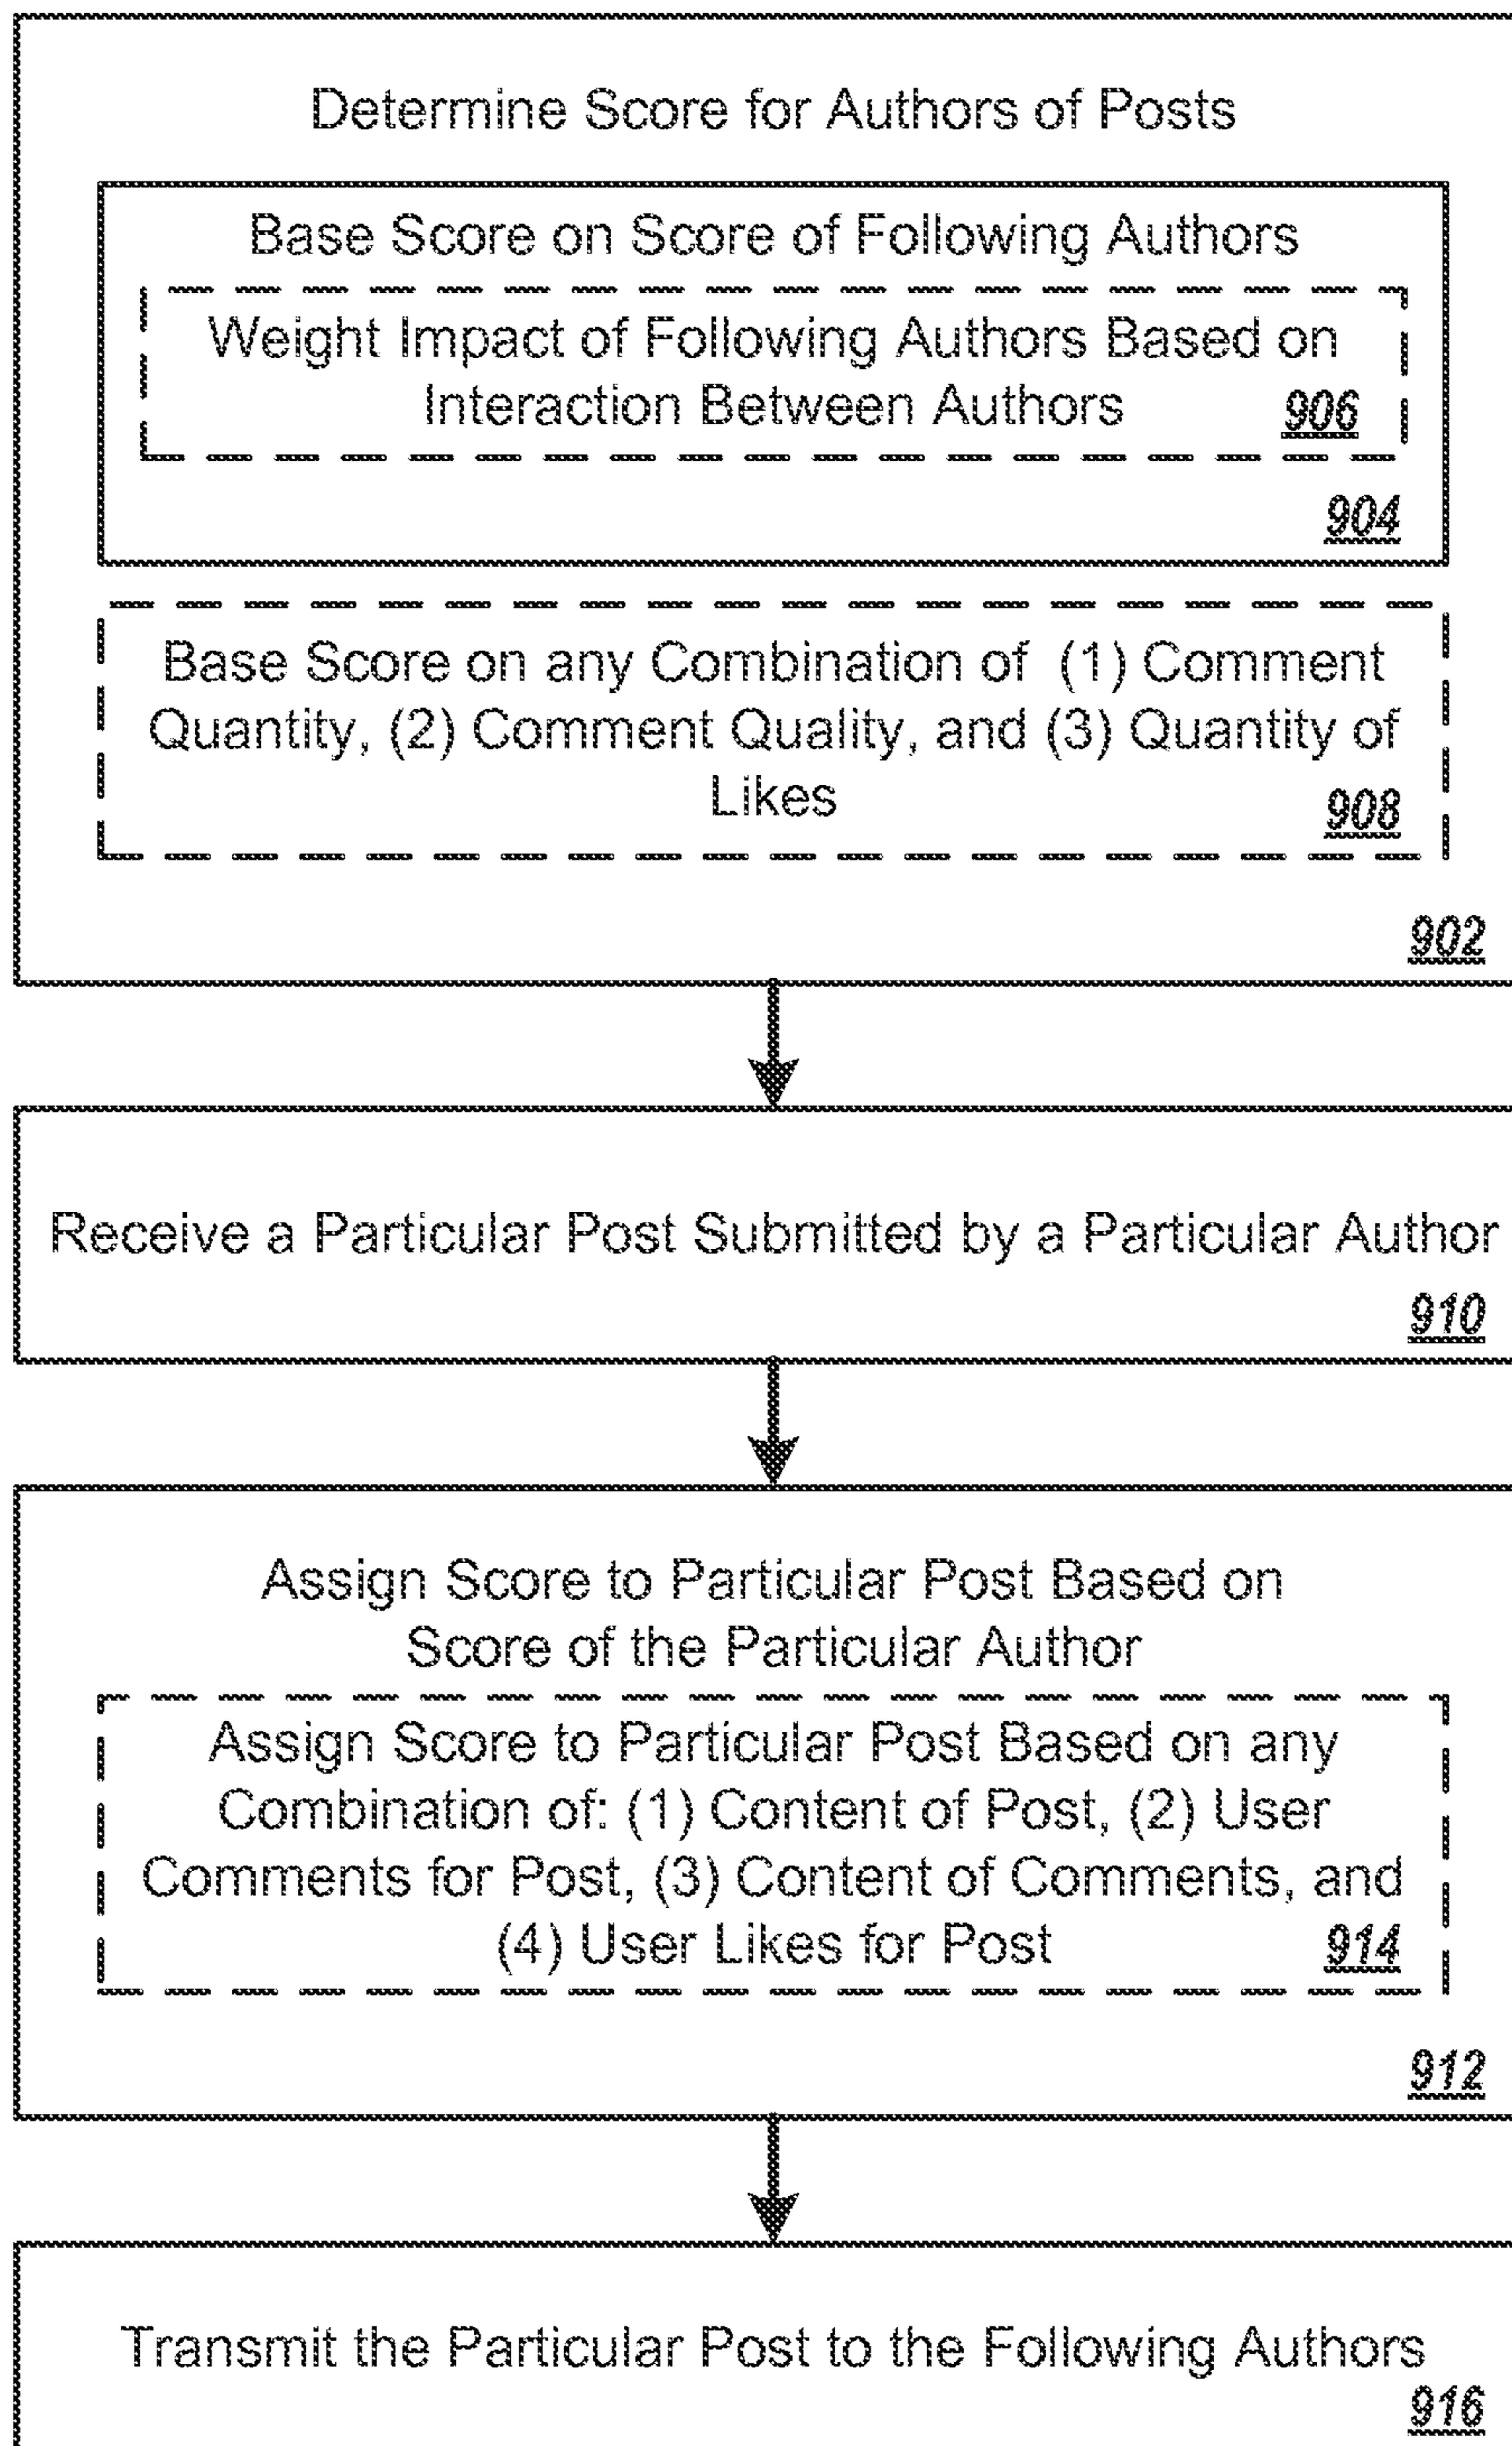 Determine Score for Authors of Posts
Base Score on Score of Following Authors
Weight Impact of Following Authors Based on
Interaction Between Authors 906
904
Base Score on any Combination of (1) Comment
Quantity, (2) Comment Quality, and (3) Quantity of
Likes 908
902
Receive a Particular Post Submitted by a Particular Author
910
Assign Score to Particular Post Based on
Score of the Particular Author
Assign Score to Particular Post Based on any
Combination of: (1) Content of Post, (2) User
Comments for Post, (3) Content of Comments, and
(4) User Likes for Post 914
912
Transmit the Particular Post to the Following Authors
916